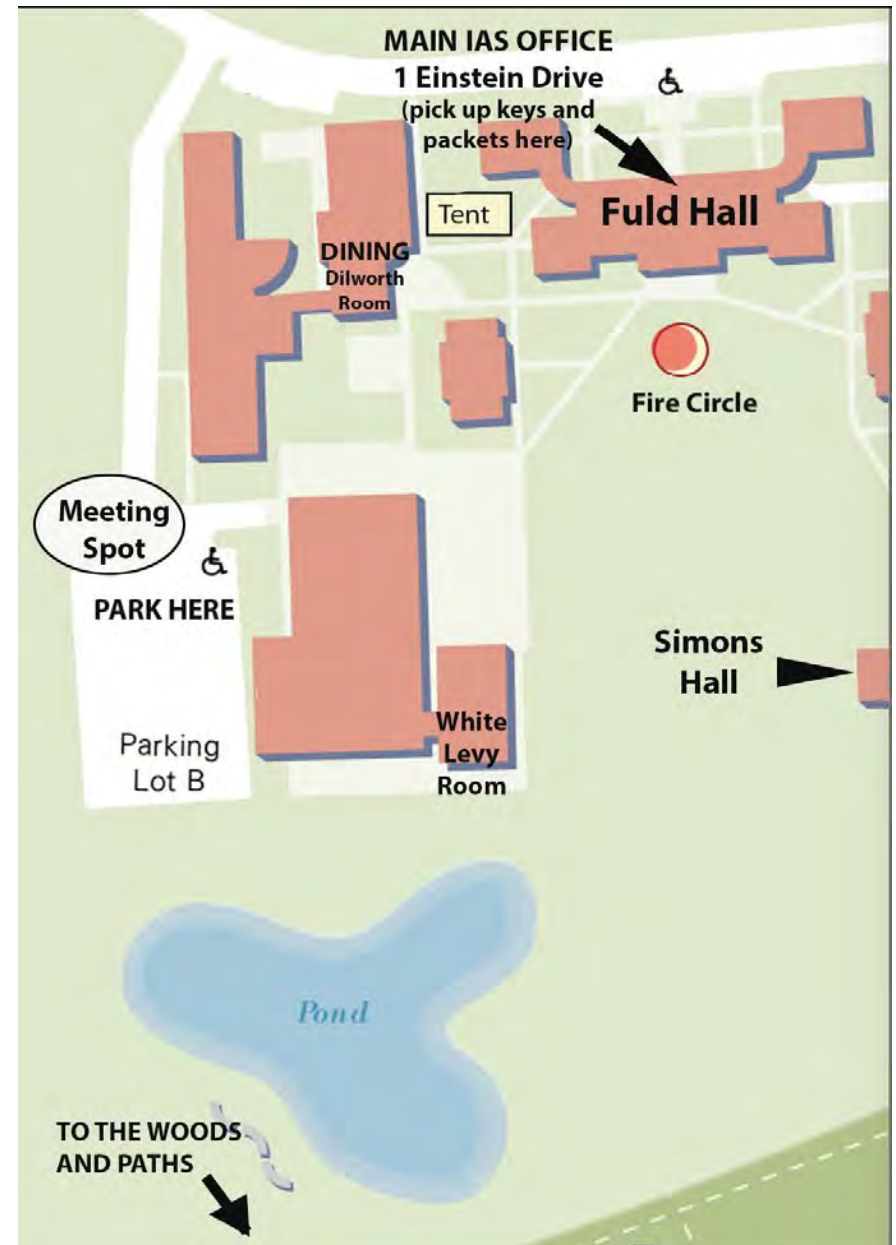 MAIN IAS OFFICE
1 Einstein Drive
(pick up keys and
packets here)
Tent
Fuld Hall
DINING
Dilworth
Room
Fire Circle
Meeting
Spot
PARK HERE
Simons
Hall
Parking
Lot B
White
Levy
Room
Pond
TO THE WOODS
AND PATHS